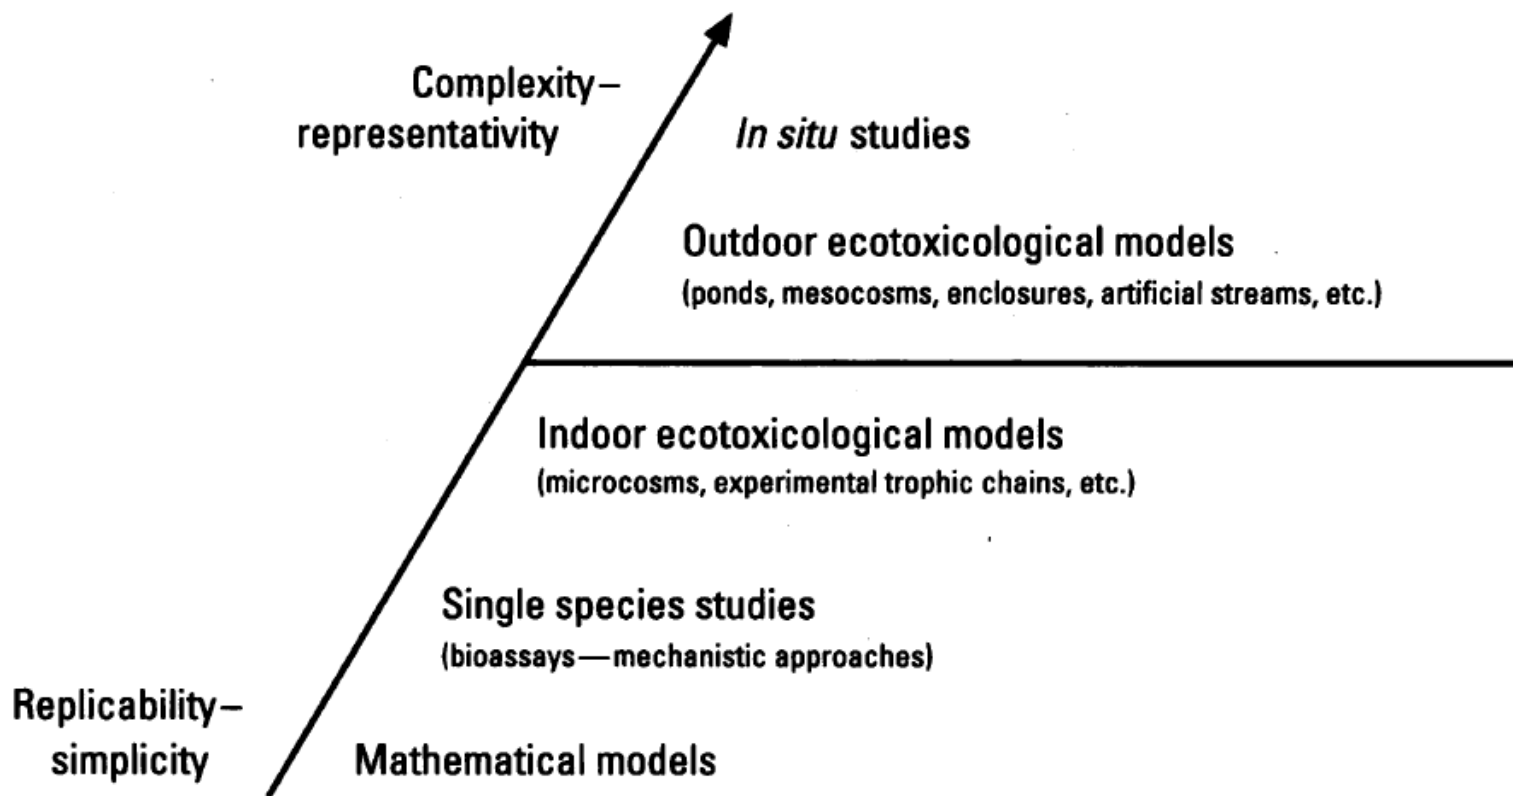 Complexity–
representativity
In situ studies
Outdoor ecotoxicological models
(ponds, mesocosms, enclosures, artificial streams, etc.)
Indoor ecotoxicological models
(microcosms, experimental trophic chains, etc.)
Single species studies
(bioassays—mechanistic approaches)
Replicability–
simplicity
Mathematical models